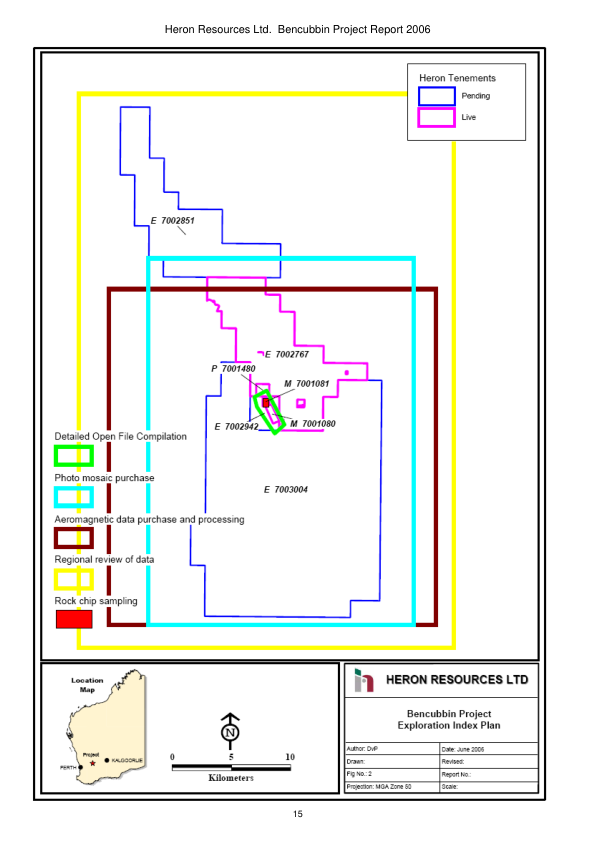 Heron Resources Ltd. Bencubbin Project Report 2006
Heron Tenements
Pending
Live
E 7002851
E 7002767
P 7001480
M 7001081
E 7002942
M 7001080
E 7003004
Detailed Open File Compilation
Photo mosaic purchase
Aeromagnetic data purchase and processing
Regional review of data
Rock chip sampling
Location
Map
Project
KALGOORLIE
PERTH
N
0 5 10
Kilometers
HERON RESOURCES LTD
Bencubbin Project
Exploration Index Plan
Author: DvP
Date: June 2006
Drawn:
Revised:
Fig No.: 2
Report No.:
Projection: MGA Zone 50
Scale:
15